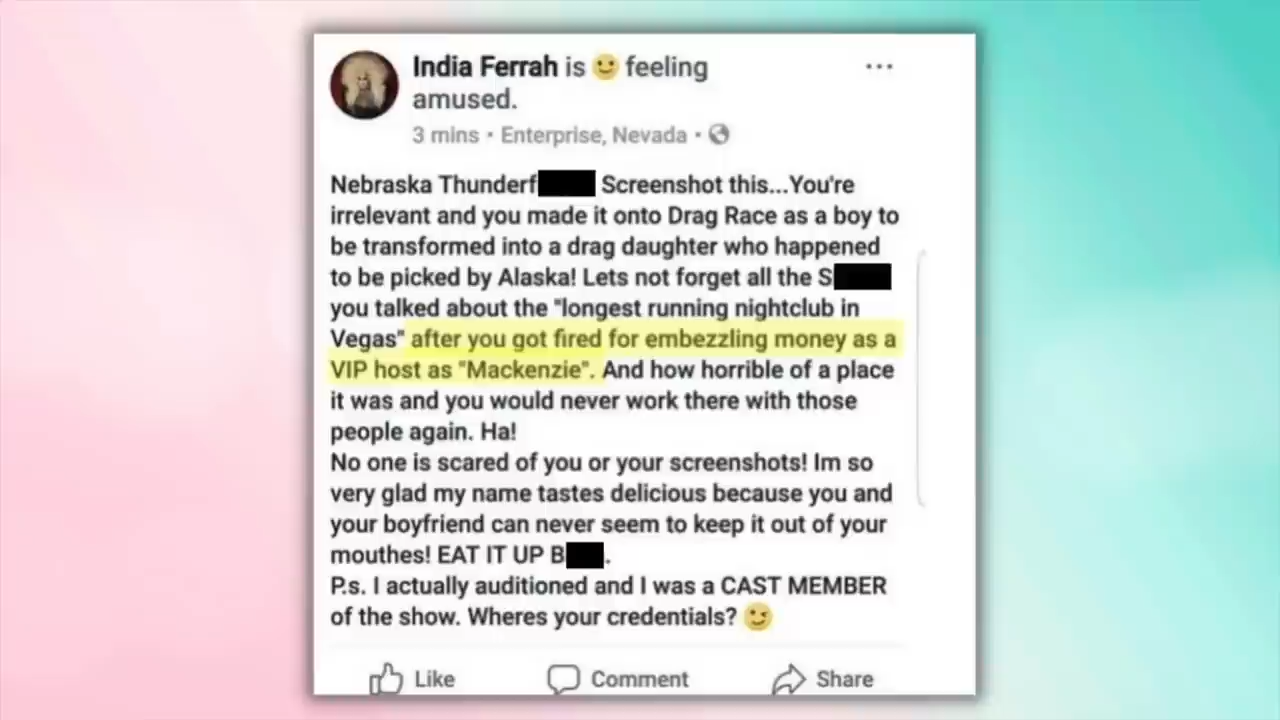 India Ferrah is 😉 feeling
amused.
3 mins • Enterprise, Nevada •
Nebraska Thunderf Screenshot this...You're
irrelevant and you made it onto Drag Race as a boy to
be transformed into a drag daughter who happened
to be picked by Alaska! Lets not forget all the S
you talked about the "longest running nightclub in
Vegas" after you got fired for embezzling money as a
VIP host as "Mackenzie". And how horrible of a place
it was and you would never work there with those
people again. Ha!
No one is scared of you or your screenshots! Im so
very glad my name tastes delicious because you and
your boyfriend can never seem to keep it out of your
mouthes! EAT IT UP B.
P.s. I actually auditioned and I was a CAST MEMBER
of the show. Wheres your credentials? 😉
Like Comment Share